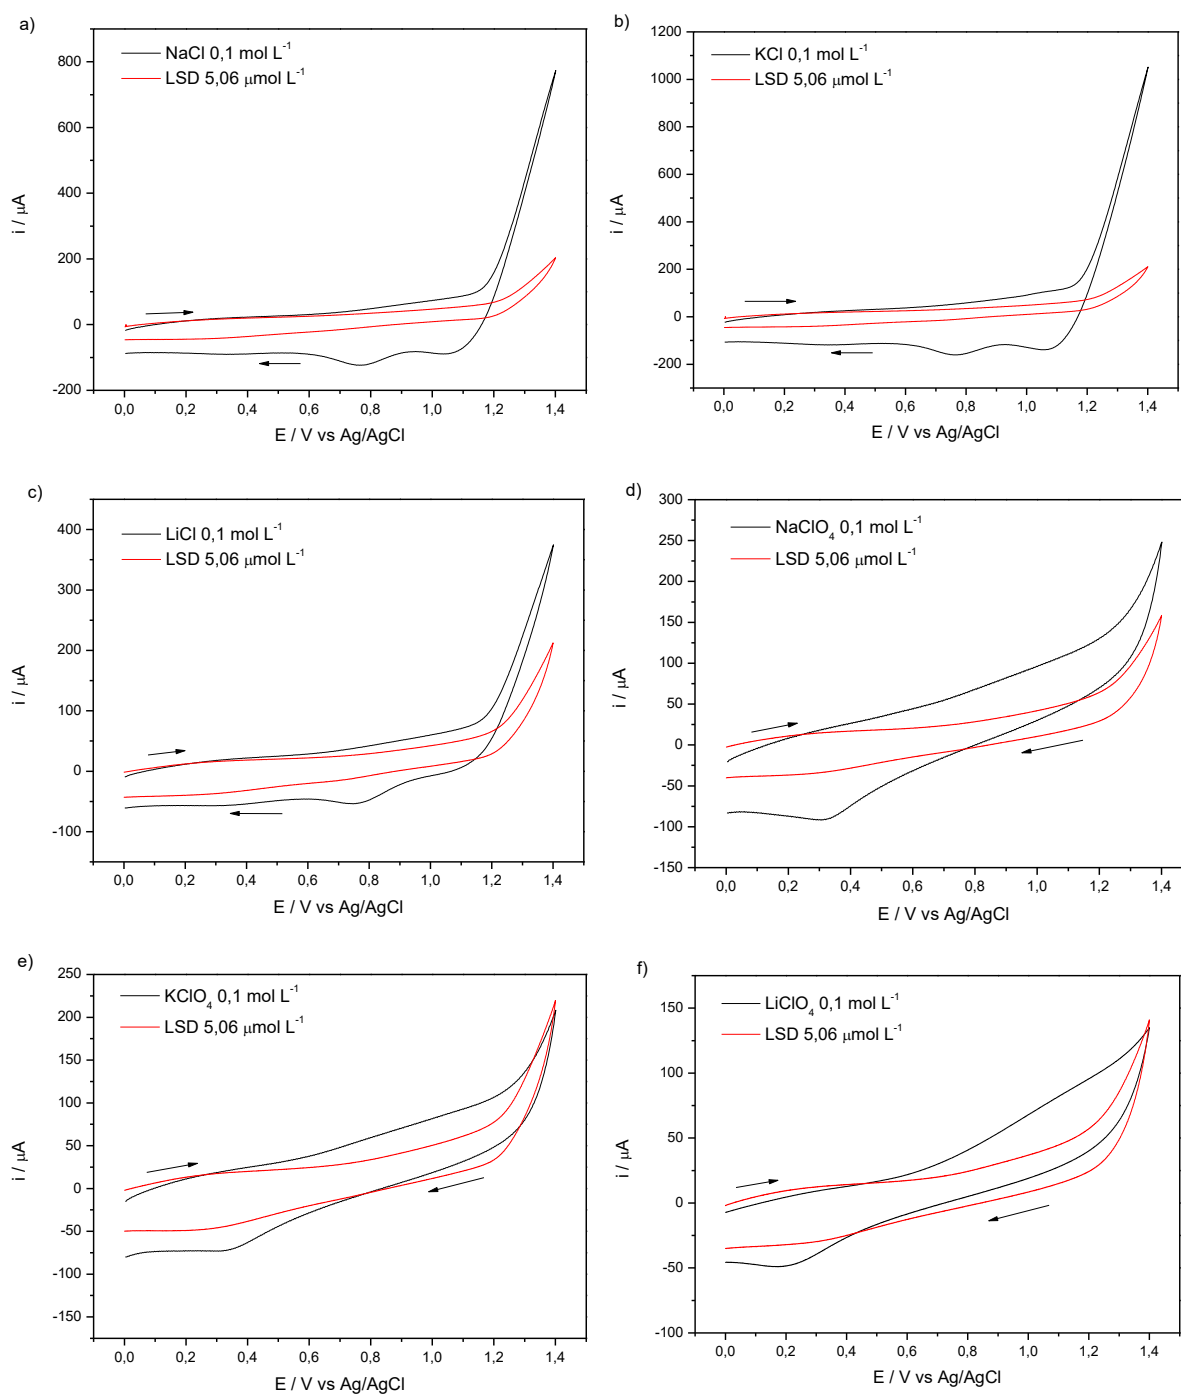 a)
NaCl 0,1 mol L⁻¹
LSD 5,06 μmol L⁻¹
800
600
400
200
0
-200
i / μA
0,0 0,2 0,4 0,6 0,8 1,0 1,2 1,4
E / V vs Ag/AgCl
b)
KCl 0,1 mol L⁻¹
LSD 5,06 μmol L⁻¹
1200
1000
800
600
400
200
0
-200
i / μA
0,0 0,2 0,4 0,6 0,8 1,0 1,2 1,4
E / V vs Ag/AgCl
c)
LiCl 0,1 mol L⁻¹
LSD 5,06 μmol L⁻¹
400
300
200
100
0
-100
i / μA
0,0 0,2 0,4 0,6 0,8 1,0 1,2 1,4
E / V vs Ag/AgCl
d)
NaClO₄ 0,1 mol L⁻¹
LSD 5,06 μmol L⁻¹
300
250
200
150
100
50
0
-50
-100
-150
i / μA
0,0 0,2 0,4 0,6 0,8 1,0 1,2 1,4
E / V vs Ag/AgCl
e)
KClO₄ 0,1 mol L⁻¹
LSD 5,06 μmol L⁻¹
250
200
150
100
50
0
-50
-100
-150
i / μA
0,0 0,2 0,4 0,6 0,8 1,0 1,2 1,4
E / V vs Ag/AgCl
f)
LiClO₄ 0,1 mol L⁻¹
LSD 5,06 μmol L⁻¹
150
100
50
0
-50
-100
i / μA
0,0 0,2 0,4 0,6 0,8 1,0 1,2 1,4
E / V vs Ag/AgCl